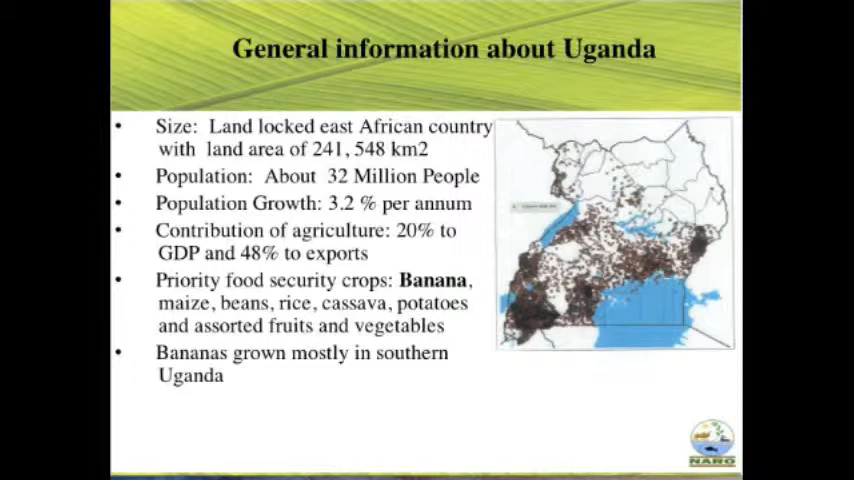 General information about Uganda
• Size: Land locked east African country
with land area of 241, 548 km2
• Population: About 32 Million People
• Population Growth: 3.2 % per annum
• Contribution of agriculture: 20% to
GDP and 48% to exports
• Priority food security crops: Banana,
maize, beans, rice, cassava, potatoes
and assorted fruits and vegetables
• Bananas grown mostly in southern
Uganda
NARO